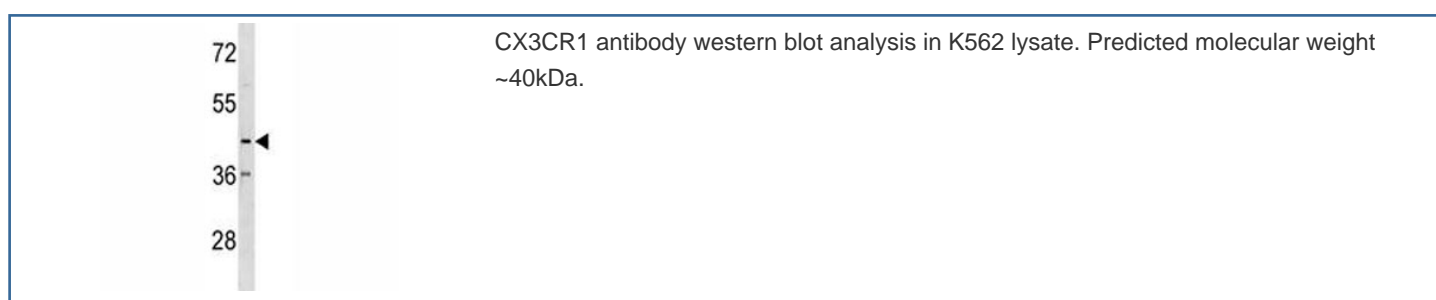 72
55
36
28
CX3CR1 antibody western blot analysis in K562 lysate. Predicted molecular weight
~40kDa.